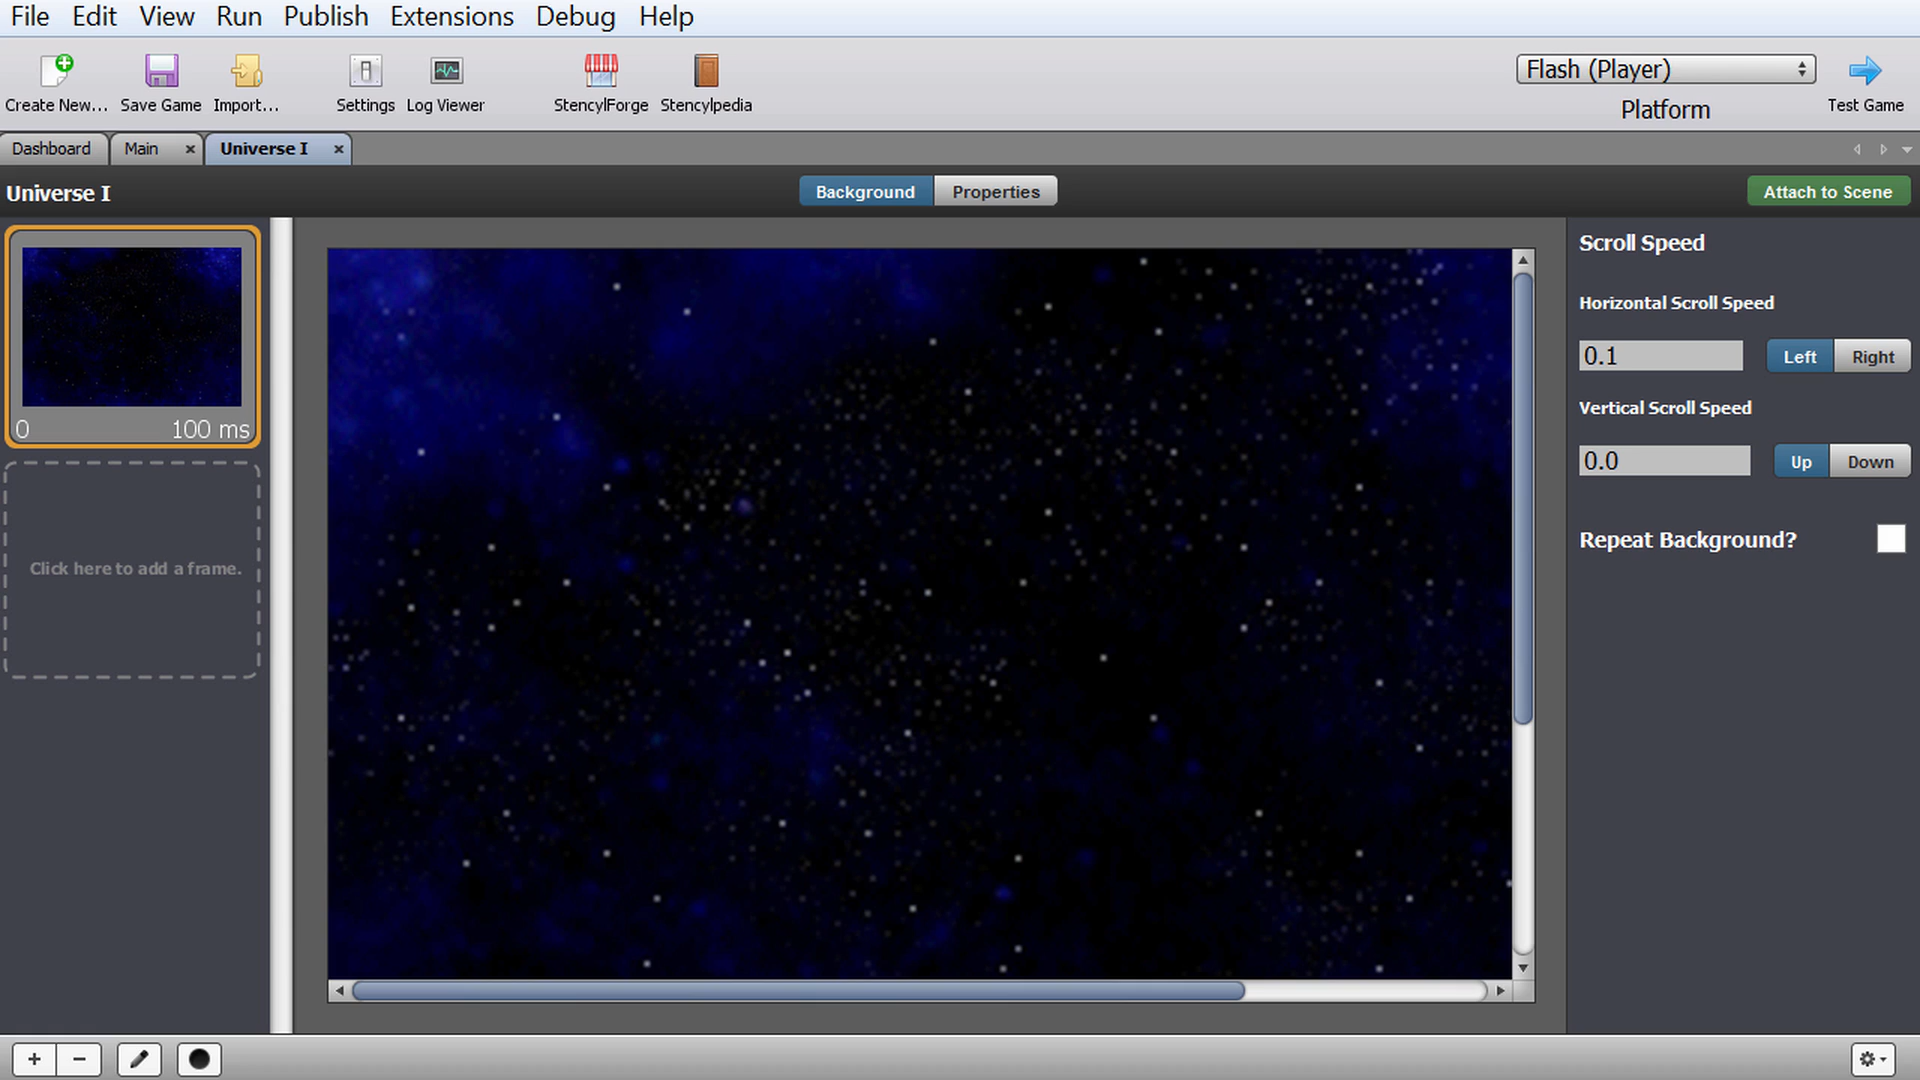 File Edit View Run Publish Extensions Debug Help
Create New... Save Game Import... Settings Log Viewer StencylForge Stencylpedia Flash (Player) Platform Test Game
Dashboard Main Universe I
Universe I Background Properties Attach to Scene
0 100 ms
Click here to add a frame.
Scroll Speed
Horizontal Scroll Speed
0.1 Left Right
Vertical Scroll Speed
0.0 Up Down
Repeat Background?